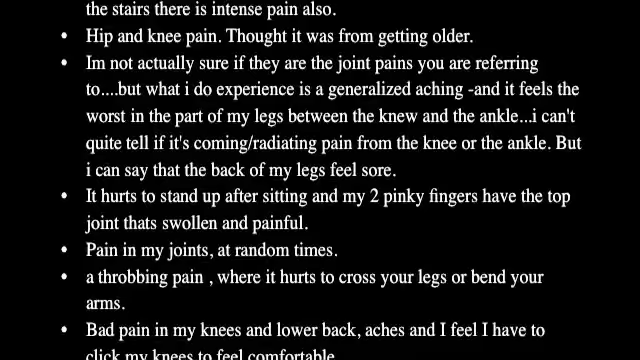 the stairs there is intense pain also.
• Hip and knee pain. Thought it was from getting older.
• Im not actually sure if they are the joint pains you are referring
to....but what i do experience is a generalized aching -and it feels the
worst in the part of my legs between the knew and the ankle...i can't
quite tell if it's coming/radiating pain from the knee or the ankle. But
i can say that the back of my legs feel sore.
• It hurts to stand up after sitting and my 2 pinky fingers have the top
joint thats swollen and painful.
• Pain in my joints, at random times.
• a throbbing pain , where it hurts to cross your legs or bend your
arms.
• Bad pain in my knees and lower back, aches and I feel I have to
click my knees to feel comfortable